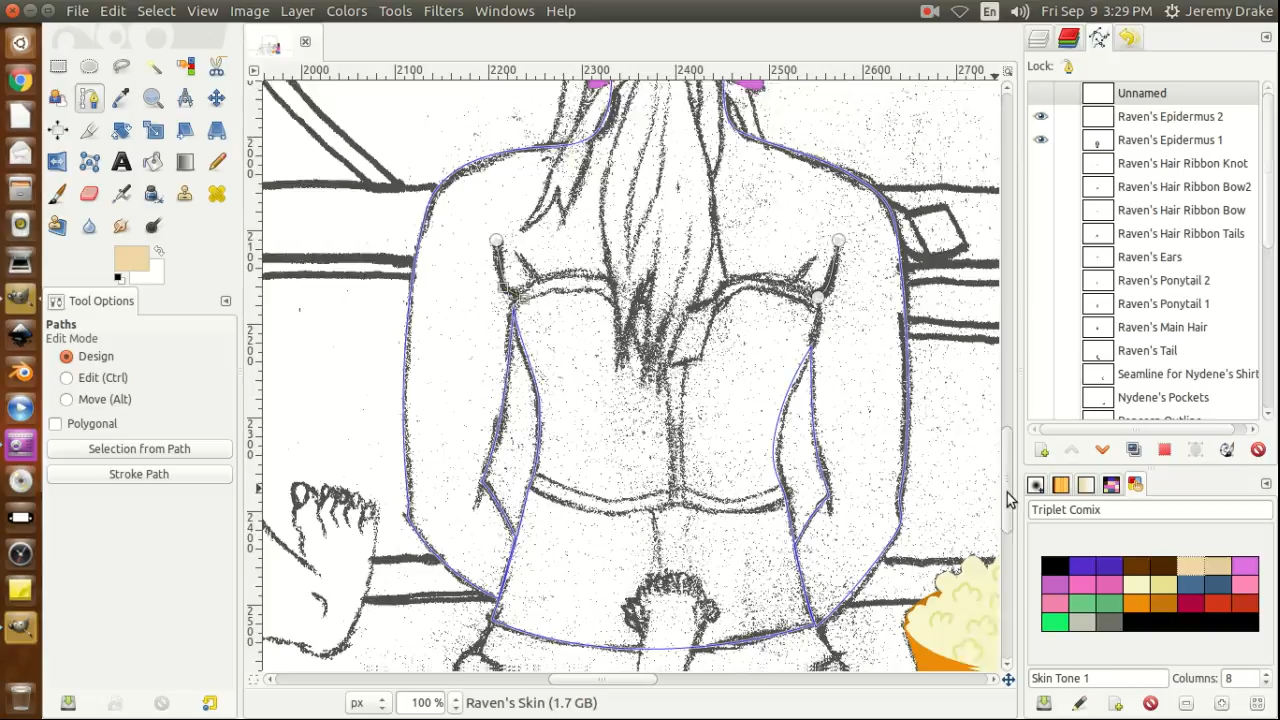 File Edit Select View Image Layer Colors Tools Filters Windows Help
En Fri Sep 9 3:29 PM Jeremy Drake
2000 2100 2200 2300 2400 2500 2600 2700
Lock:
Unnamed
Raven's Epidermus 2
Raven's Epidermus 1
Raven's Hair Ribbon Knot
Raven's Hair Ribbon Bow2
Raven's Hair Ribbon Bow
Raven's Hair Ribbon Tails
Raven's Ears
Raven's Ponytail 2
Raven's Ponytail 1
Raven's Main Hair
Raven's Tail
Seamline for Nydene's Shirt
Nydene's Pockets
Tool Options
Paths
Edit Mode
Design
Edit (Ctrl)
Move (Alt)
Polygonal
Selection from Path
Stroke Path
Triplet Comix
Skin Tone 1 Columns: 8
px 100 % Raven's Skin (1.7 GB)